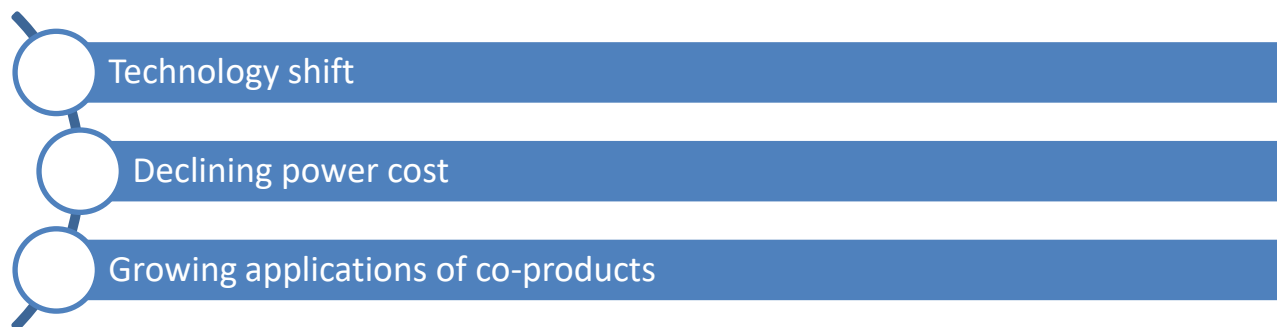 Technology shift
Declining power cost
Growing applications of co-products